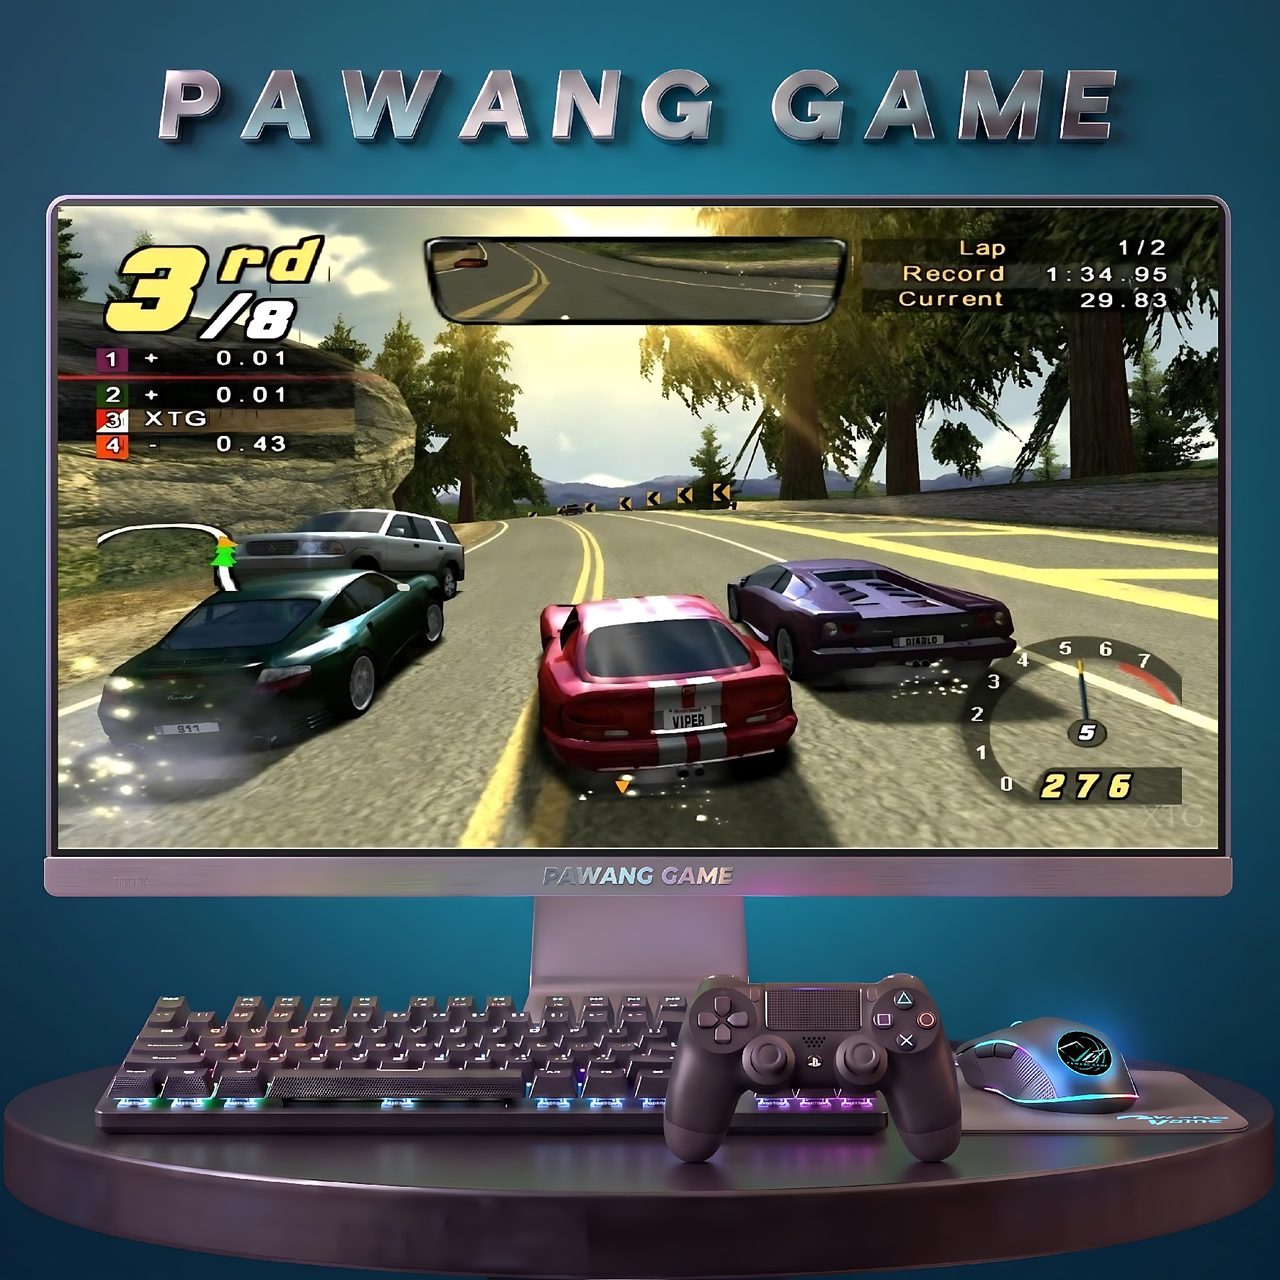 PAWANG GAME
3rd/8
Lap 1/2
Record 1:34.95
Current 29.83
1 + 0.01
2 + 0.01
3 XTG
4 - 0.43
911
VIPER
DIABLO
0 1 2 3 4 5 6 7
5
276
XTG
PAWANG GAME